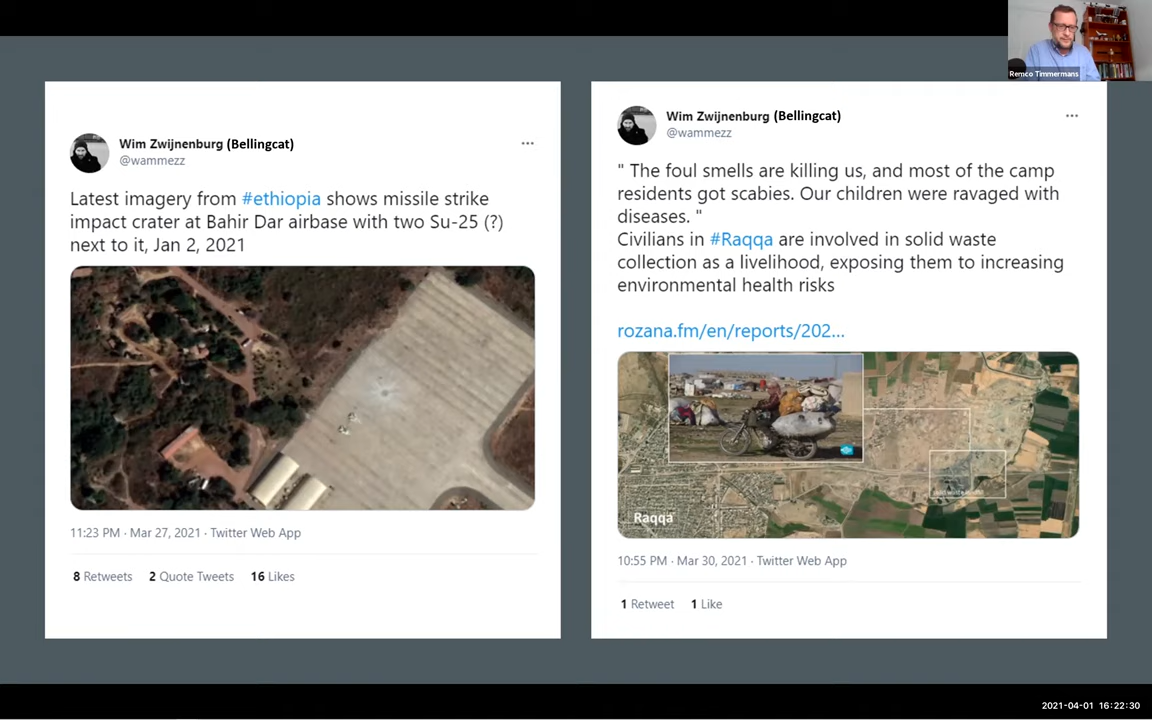 Remco Timmermans
Wim Zwijnenburg (Bellingcat)
@wammezz
Latest imagery from #ethiopia shows missile strike
impact crater at Bahir Dar airbase with two Su-25 (?)
next to it, Jan 2, 2021
11:23 PM · Mar 27, 2021 · Twitter Web App
8 Retweets 2 Quote Tweets 16 Likes
Wim Zwijnenburg (Bellingcat)
@wammezz
" The foul smells are killing us, and most of the camp
residents got scabies. Our children were ravaged with
diseases. "
Civilians in #Raqqa are involved in solid waste
collection as a livelihood, exposing them to increasing
environmental health risks
rozana.fm/en/reports/202...
Raqqa
10:55 PM · Mar 30, 2021 · Twitter Web App
1 Retweet 1 Like
2021-04-01 16:22:30